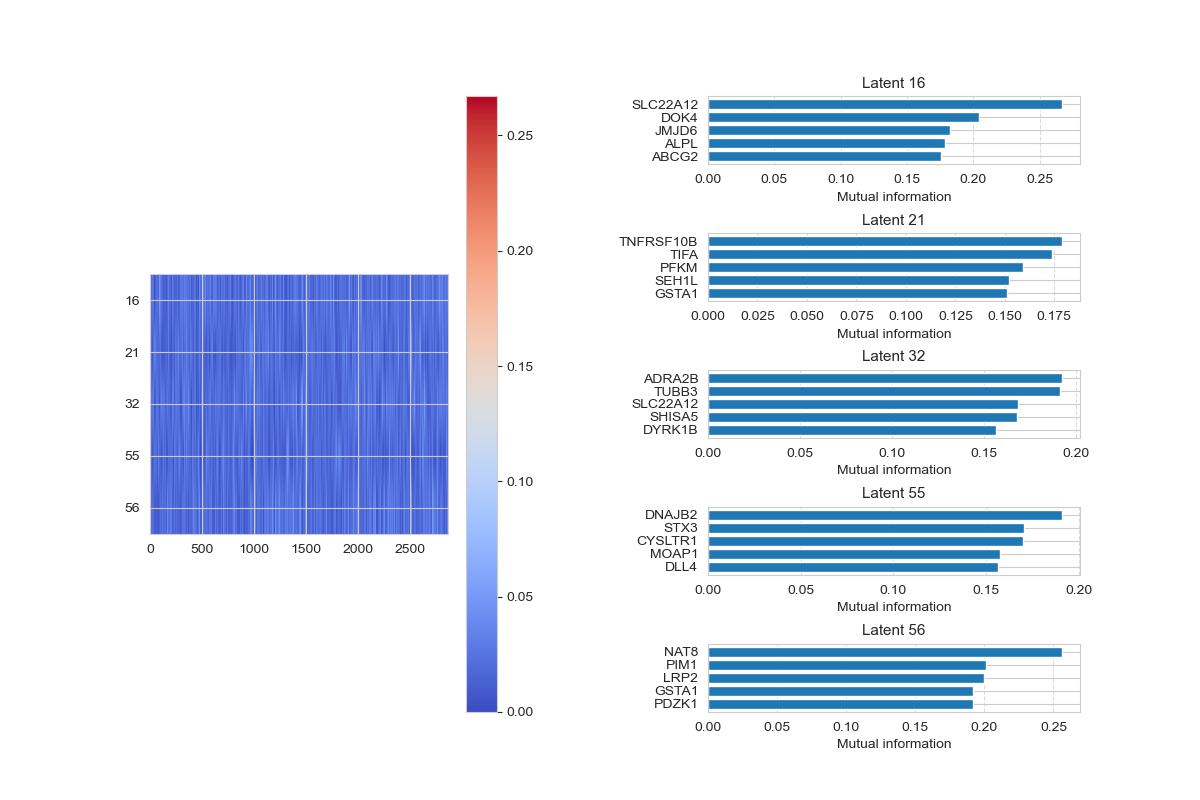 16
21
32
55
56
0 500 1000 1500 2000 2500
0.25
0.20
0.15
0.10
0.05
0.00
Latent 16
SLC22A12
DOK4
JMJD6
ALPL
ABCG2
0.00 0.05 0.10 0.15 0.20 0.25
Mutual information
Latent 21
TNFRSF10B
TIFA
PFKM
SEH1L
GSTA1
0.000 0.025 0.050 0.075 0.100 0.125 0.150 0.175
Mutual information
Latent 32
ADRA2B
TUBB3
SLC22A12
SHISA5
DYRK1B
0.00 0.05 0.10 0.15 0.20
Mutual information
Latent 55
DNAJB2
STX3
CYSLTR1
MOAP1
DLL4
0.00 0.05 0.10 0.15 0.20
Mutual information
Latent 56
NAT8
PIM1
LRP2
GSTA1
PDZK1
0.00 0.05 0.10 0.15 0.20 0.25
Mutual information